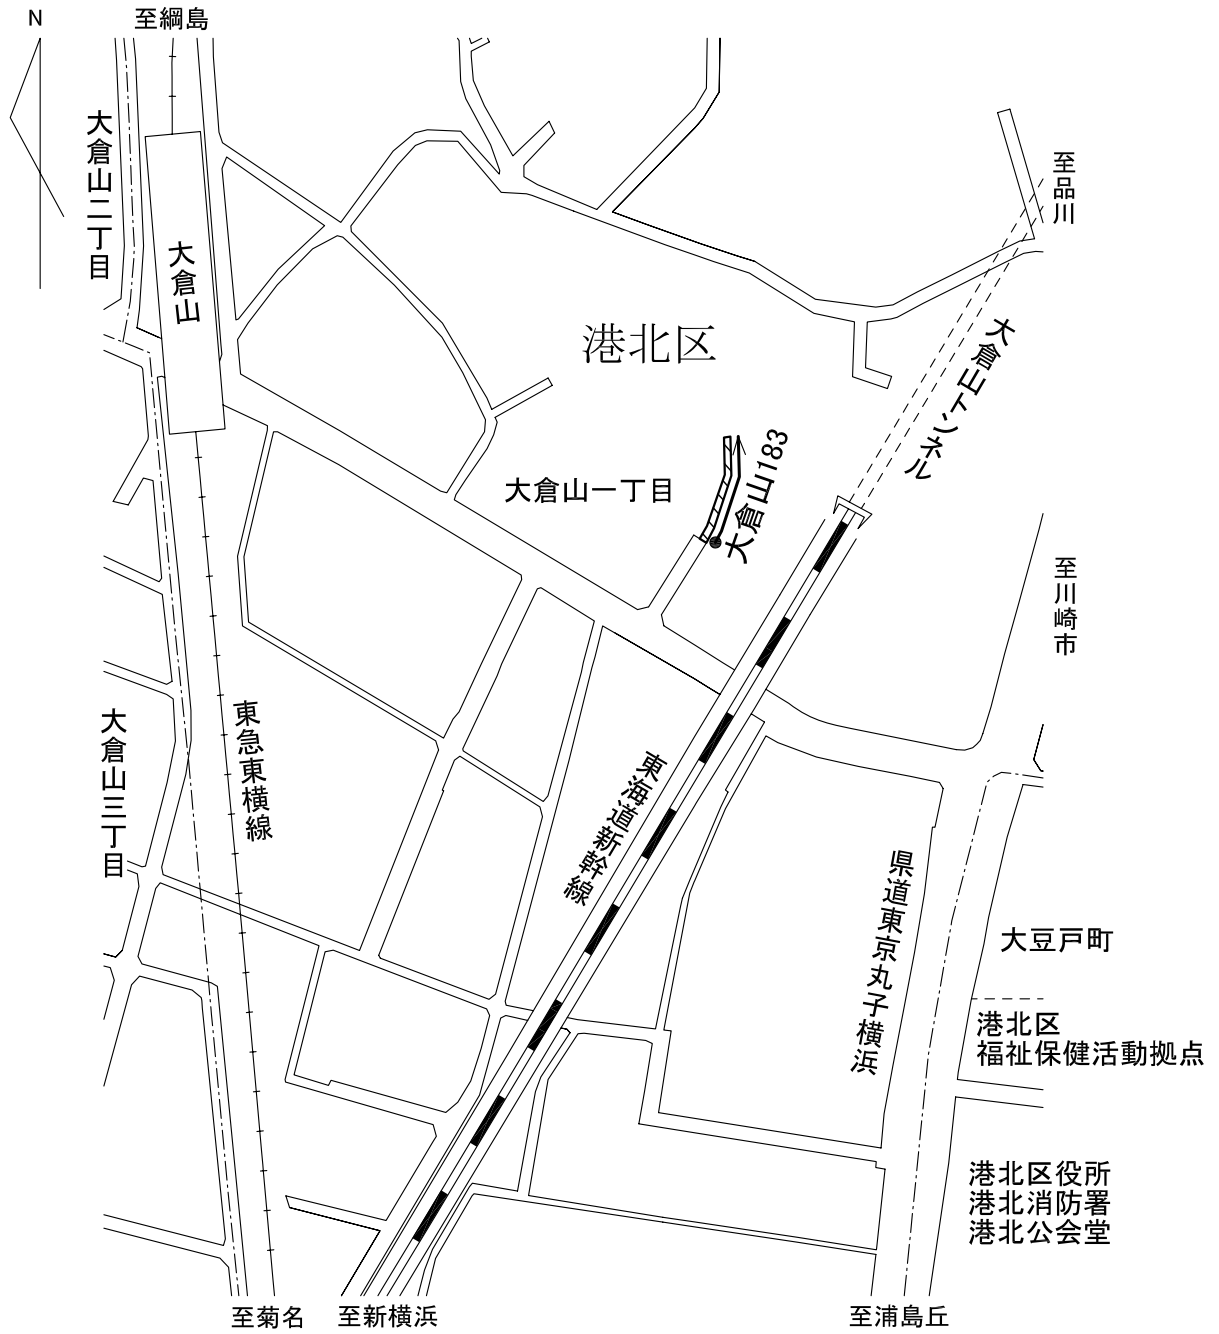 N
至綱島
大倉山二丁目
大倉山
至品川
大倉山トンネル
港北区
大倉山一丁目
大倉山183
至川崎市
東急東横線
大倉山三丁目
東海道新幹線
県道東京丸子横浜
大豆戸町
港北区
福祉保健活動拠点
港北区役所
港北消防署
港北公会堂
至菊名
至新横浜
至浦島丘